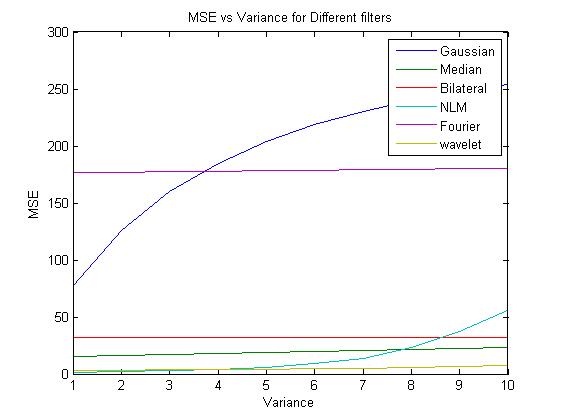 MSE vs Variance for Different filters
300
250
200
150
100
50
0
MSE
Gaussian
Median
Bilateral
NLM
Fourier
wavelet
1 2 3 4 5 6 7 8 9 10
Variance